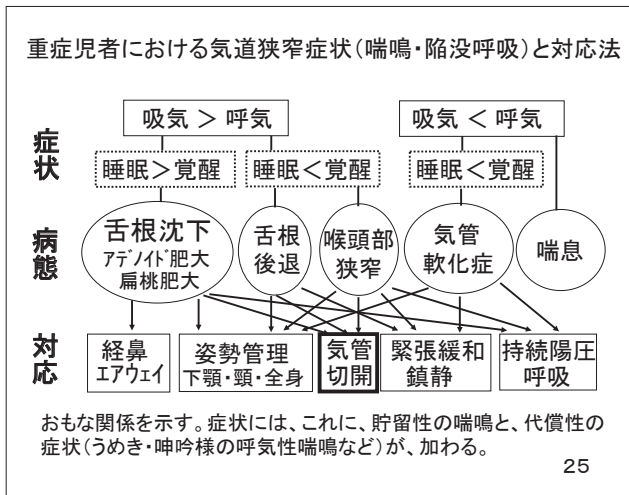 重症児者における気道狭窄症状（喘鳴・陥没呼吸）と対応法
症状
吸気 ＞ 呼気
吸気 ＜ 呼気
睡眠＞覚醒
睡眠＜覚醒
睡眠＜覚醒
病態
舌根沈下
ｱﾃﾞﾉｲﾄﾞ肥大
扁桃肥大
舌根
後退
喉頭部
狭窄
気管
軟化症
喘息
対応
経鼻
エアウェイ
姿勢管理
下顎・頸・全身
気管
切開
緊張緩和
鎮静
持続陽圧
呼吸
おもな関係を示す。症状には、これに、貯留性の喘鳴と、代償性の
症状（うめき・呻吟様の呼気性喘鳴など）が、加わる。
25